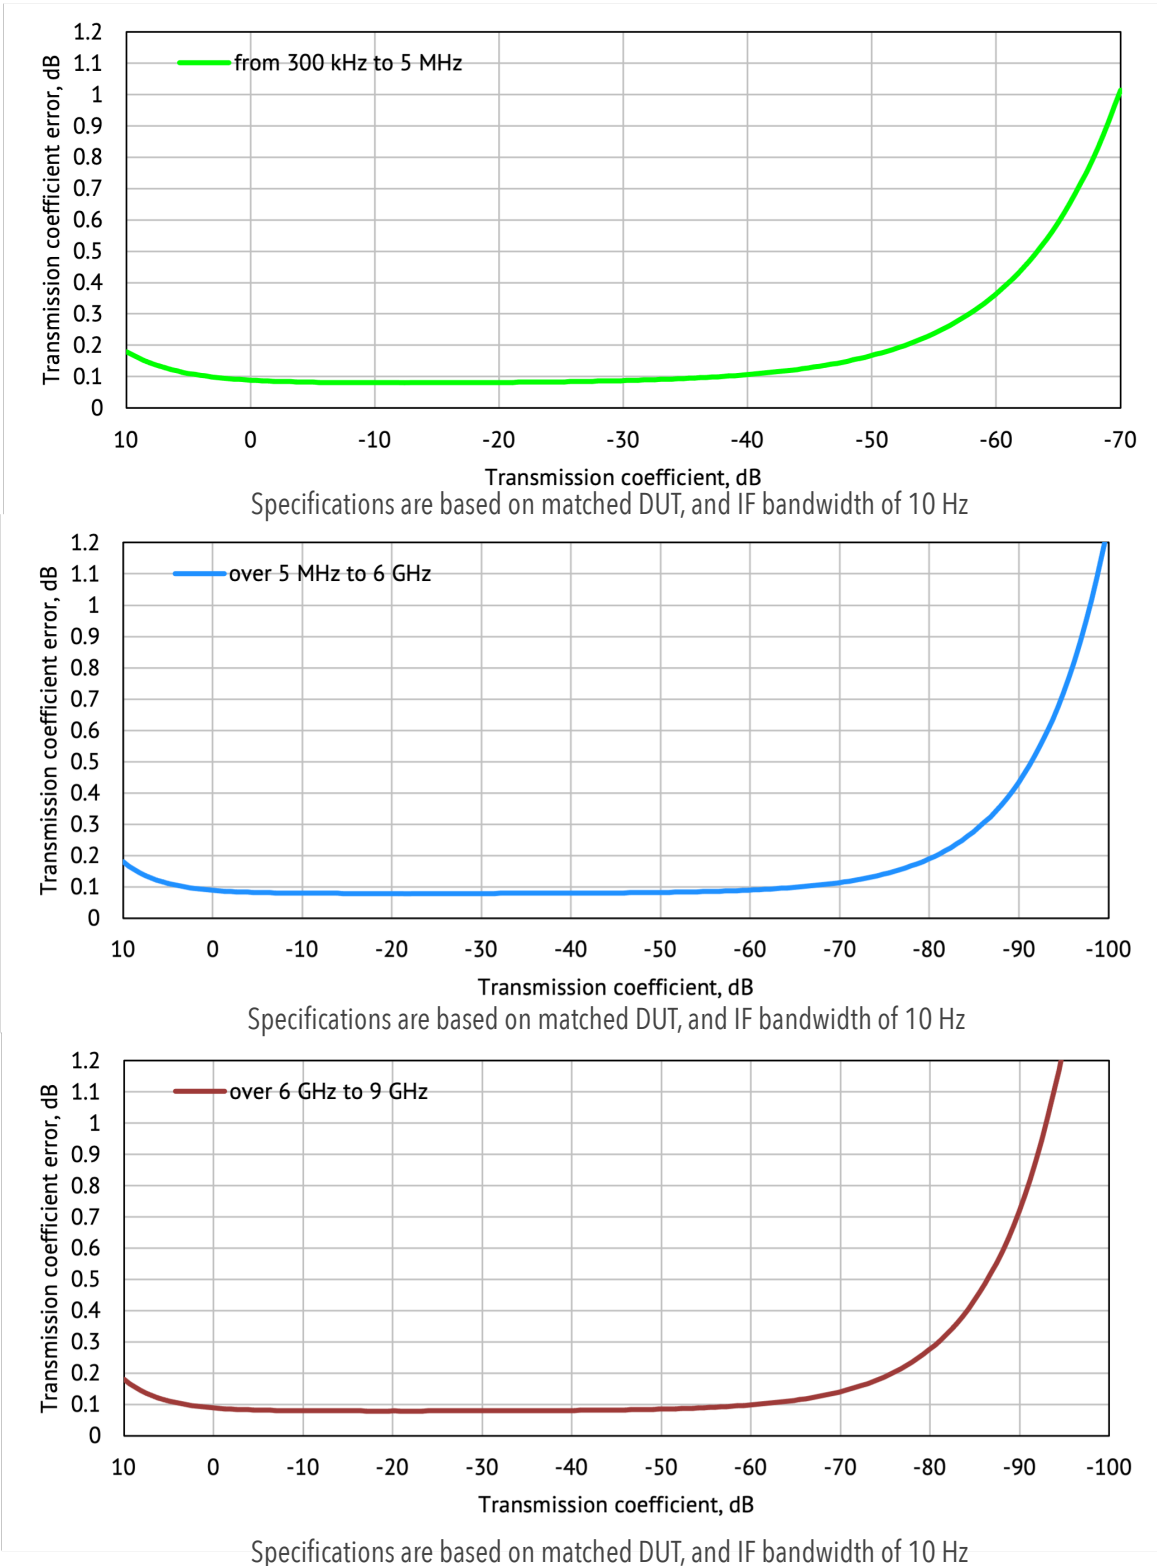 1.2
1.1
1
0.9
0.8
0.7
0.6
0.5
0.4
0.3
0.2
0.1
0
Transmission coefficient error, dB
from 300 kHz to 5 MHz
10 0 -10 -20 -30 -40 -50 -60 -70
Transmission coefficient, dB
Specifications are based on matched DUT, and IF bandwidth of 10 Hz
1.2
1.1
1
0.9
0.8
0.7
0.6
0.5
0.4
0.3
0.2
0.1
0
Transmission coefficient error, dB
over 5 MHz to 6 GHz
10 0 -10 -20 -30 -40 -50 -60 -70 -80 -90 -100
Transmission coefficient, dB
Specifications are based on matched DUT, and IF bandwidth of 10 Hz
1.2
1.1
1
0.9
0.8
0.7
0.6
0.5
0.4
0.3
0.2
0.1
0
Transmission coefficient error, dB
over 6 GHz to 9 GHz
10 0 -10 -20 -30 -40 -50 -60 -70 -80 -90 -100
Transmission coefficient, dB
Specifications are based on matched DUT, and IF bandwidth of 10 Hz